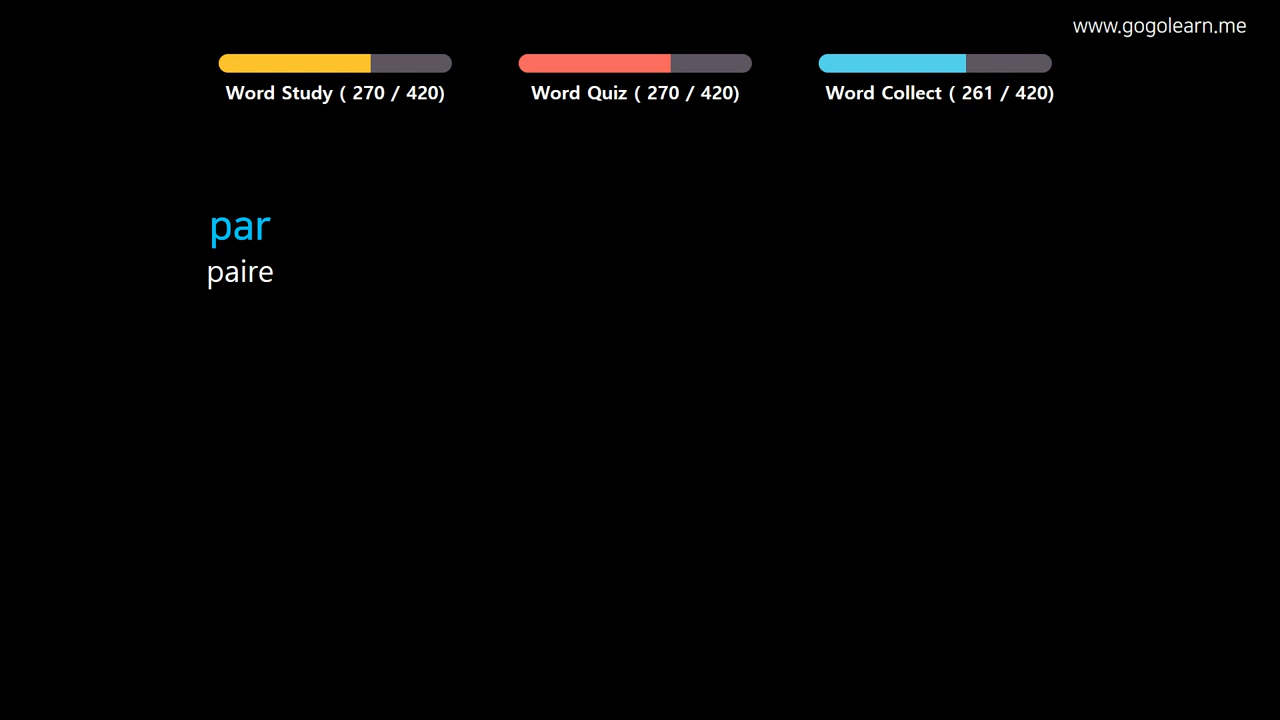 www.gogolearn.me
Word Study ( 270 / 420)
Word Quiz ( 270 / 420)
Word Collect ( 261 / 420)
par
paire